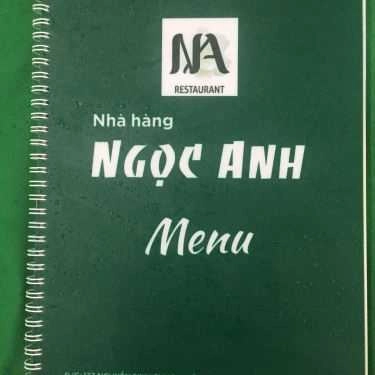 NA
RESTAURANT
Nhà hàng
NGỌC ANH
Menu